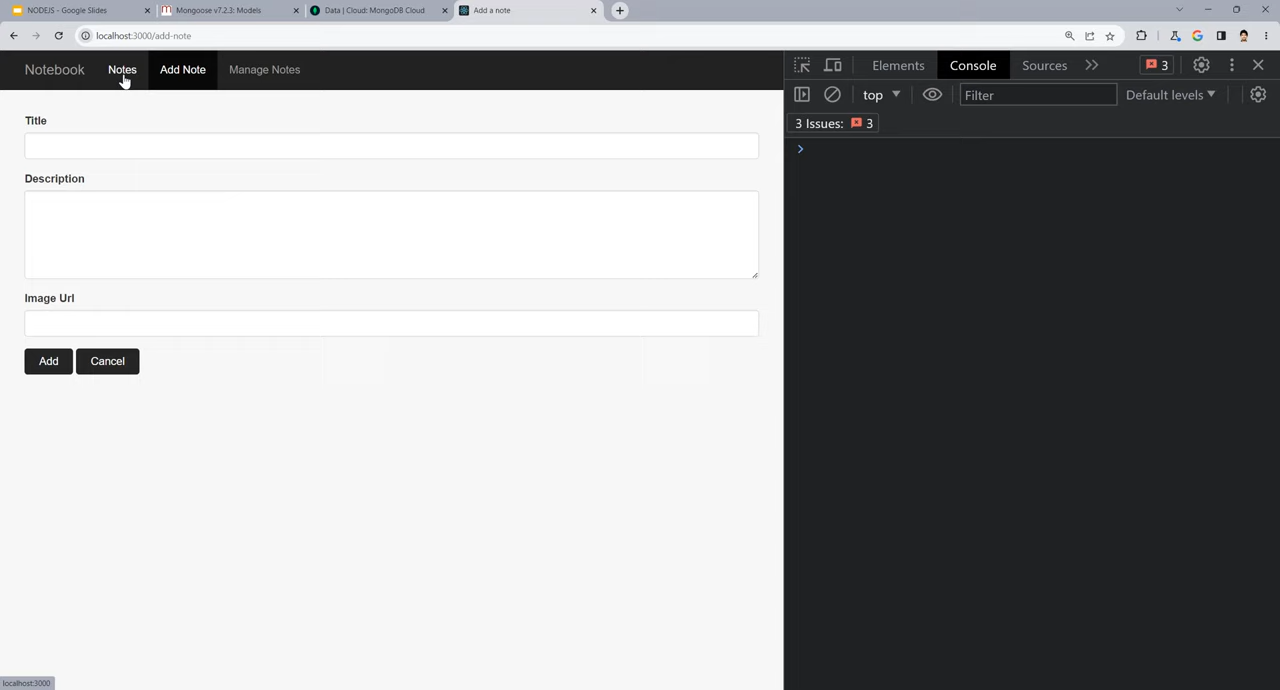 NODEJS - Google Slides
Mongoose v7.2.3: Models
Data | Cloud: MongoDB Cloud
Add a note
localhost:3000/add-note
Notebook Notes Add Note Manage Notes
Elements Console Sources 3
top Filter Default levels
3 Issues: 3
Title
Description
Image Url
Add Cancel
localhost:3000